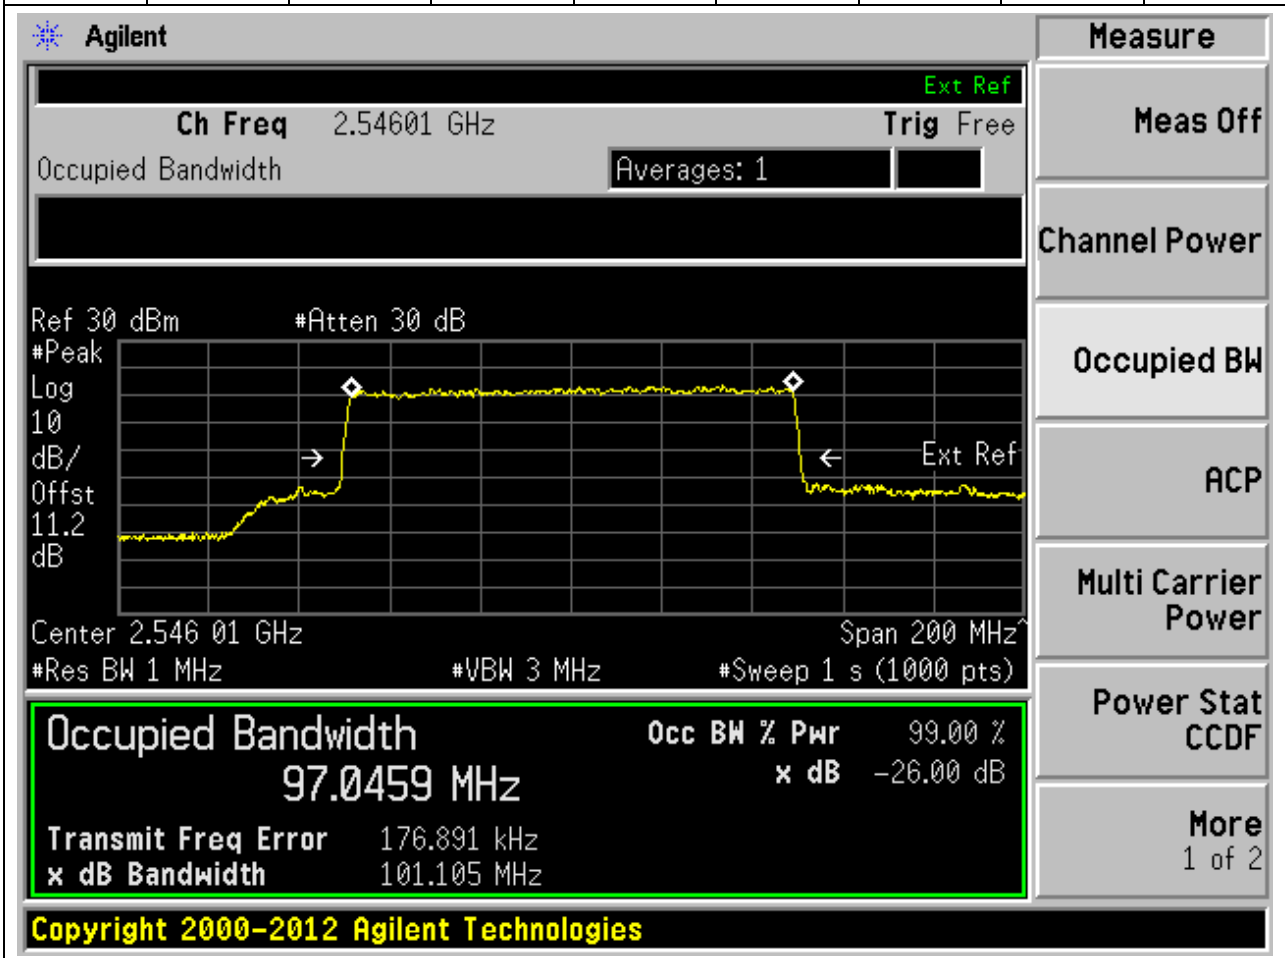 Agilent
Measure
Ext Ref
Ch Freq 2.54601 GHz Trig Free
Meas Off
Occupied Bandwidth Averages: 1
Channel Power
Ref 30 dBm #Atten 30 dB
#Peak
Log
10
dB/
Offst
11.2
dB
Ext Ref
Occupied BW
ACP
Center 2.546 01 GHz Span 200 MHz^
#Res BW 1 MHz #VBW 3 MHz #Sweep 1 s (1000 pts)
Multi Carrier
Power
Occupied Bandwidth Occ BW % Pwr 99.00 %
97.0459 MHz x dB -26.00 dB
Transmit Freq Error 176.891 kHz
x dB Bandwidth 101.105 MHz
Power Stat
CCDF
More
1 of 2
Copyright 2000-2012 Agilent Technologies